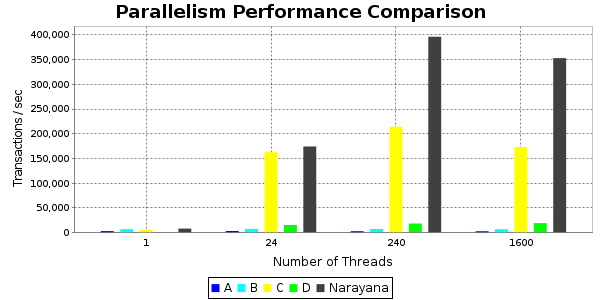 Parallelism Performance Comparison
400,000
350,000
300,000
250,000
200,000
150,000
100,000
50,000
0
Transactions / sec
1 24 240 1600
Number of Threads
A B C D Narayana